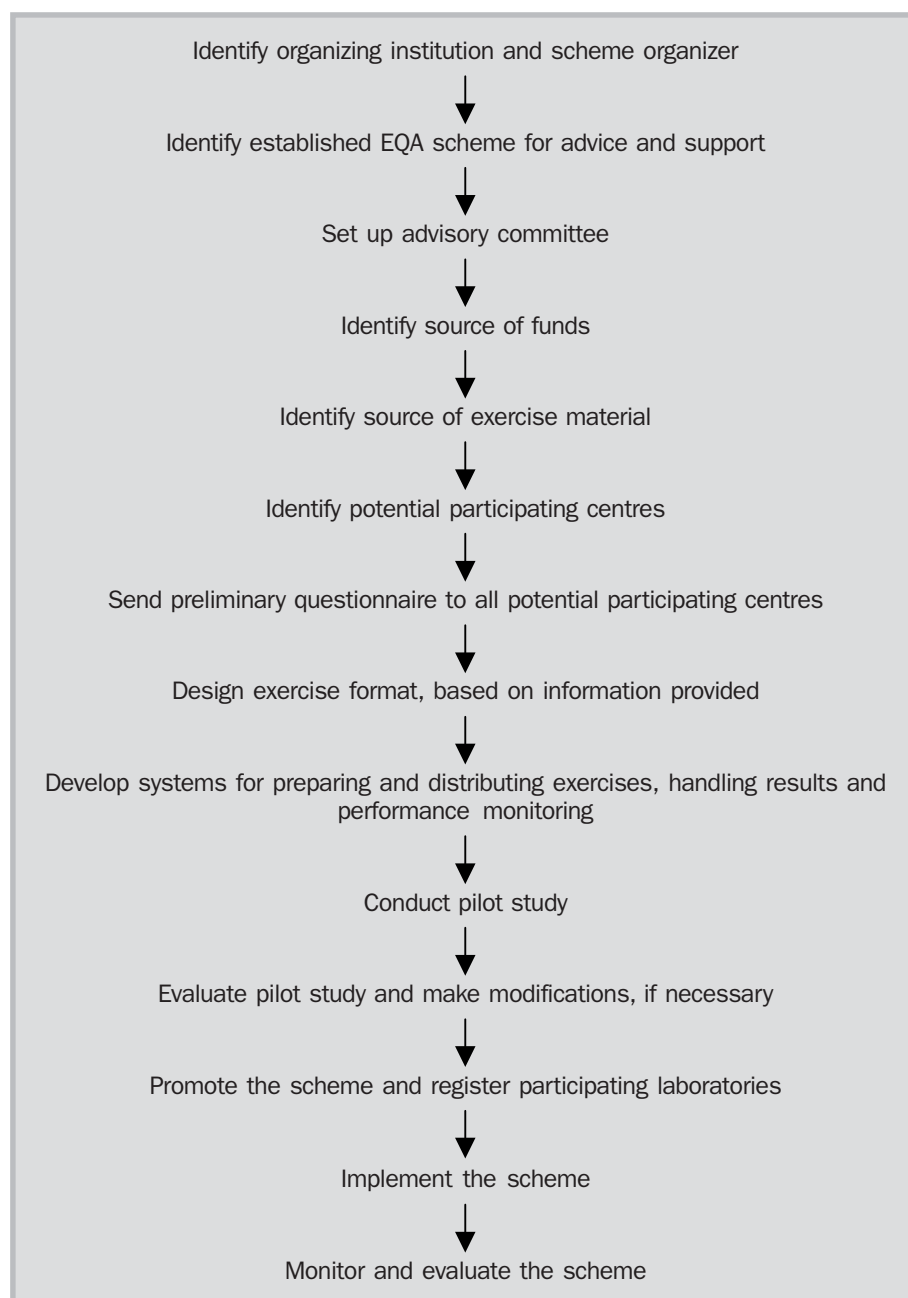 Identify organizing institution and scheme organizer
Identify established EQA scheme for advice and support
Set up advisory committee
Identify source of funds
Identify source of exercise material
Identify potential participating centres
Send preliminary questionnaire to all potential participating centres
Design exercise format, based on information provided
Develop systems for preparing and distributing exercises, handling results and
performance monitoring
Conduct pilot study
Evaluate pilot study and make modifications, if necessary
Promote the scheme and register participating laboratories
Implement the scheme
Monitor and evaluate the scheme